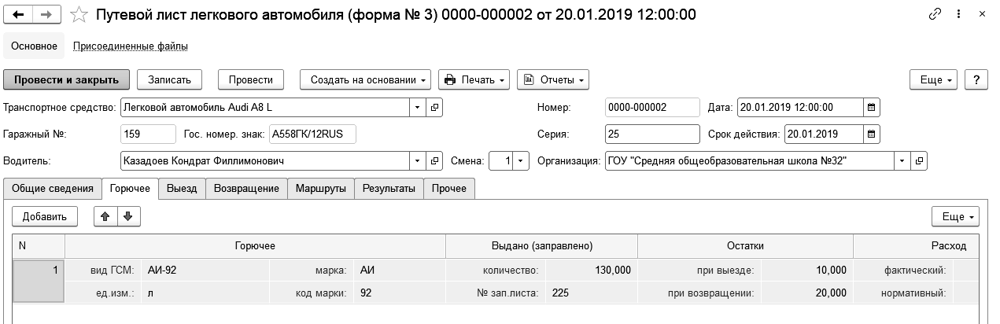 Путевой лист легкового автомобиля (форма № 3) 0000-000002 от 20.01.2019 12:00:00
Основное Присоединенные файлы
Провести и закрыть Записать Провести Создать на основании Печать Отчеты Еще ?
Транспортное средство: Легковой автомобиль Audi A8 L Номер: 0000-000002 Дата: 20.01.2019 12:00:00
Гаражный №: 159 Гос. номер. знак: А558ГК/12RUS Серия: 25 Срок действия: 20.01.2019
Водитель: Казадоев Кондрат Филлимонович Смена: 1 Организация: ГОУ "Средняя общеобразовательная школа №32"
Общие сведения Горючее Выезд Возвращение Маршруты Результаты Прочее
Добавить Еще
N Горючее Выдано (заправлено) Остатки Расход
1 вид ГСМ: АИ-92 марка: АИ количество: 130,000 при выезде: 10,000 фактический:
ед.изм.: л код марки: 92 № зап.листа: 225 при возвращении: 20,000 нормативный: